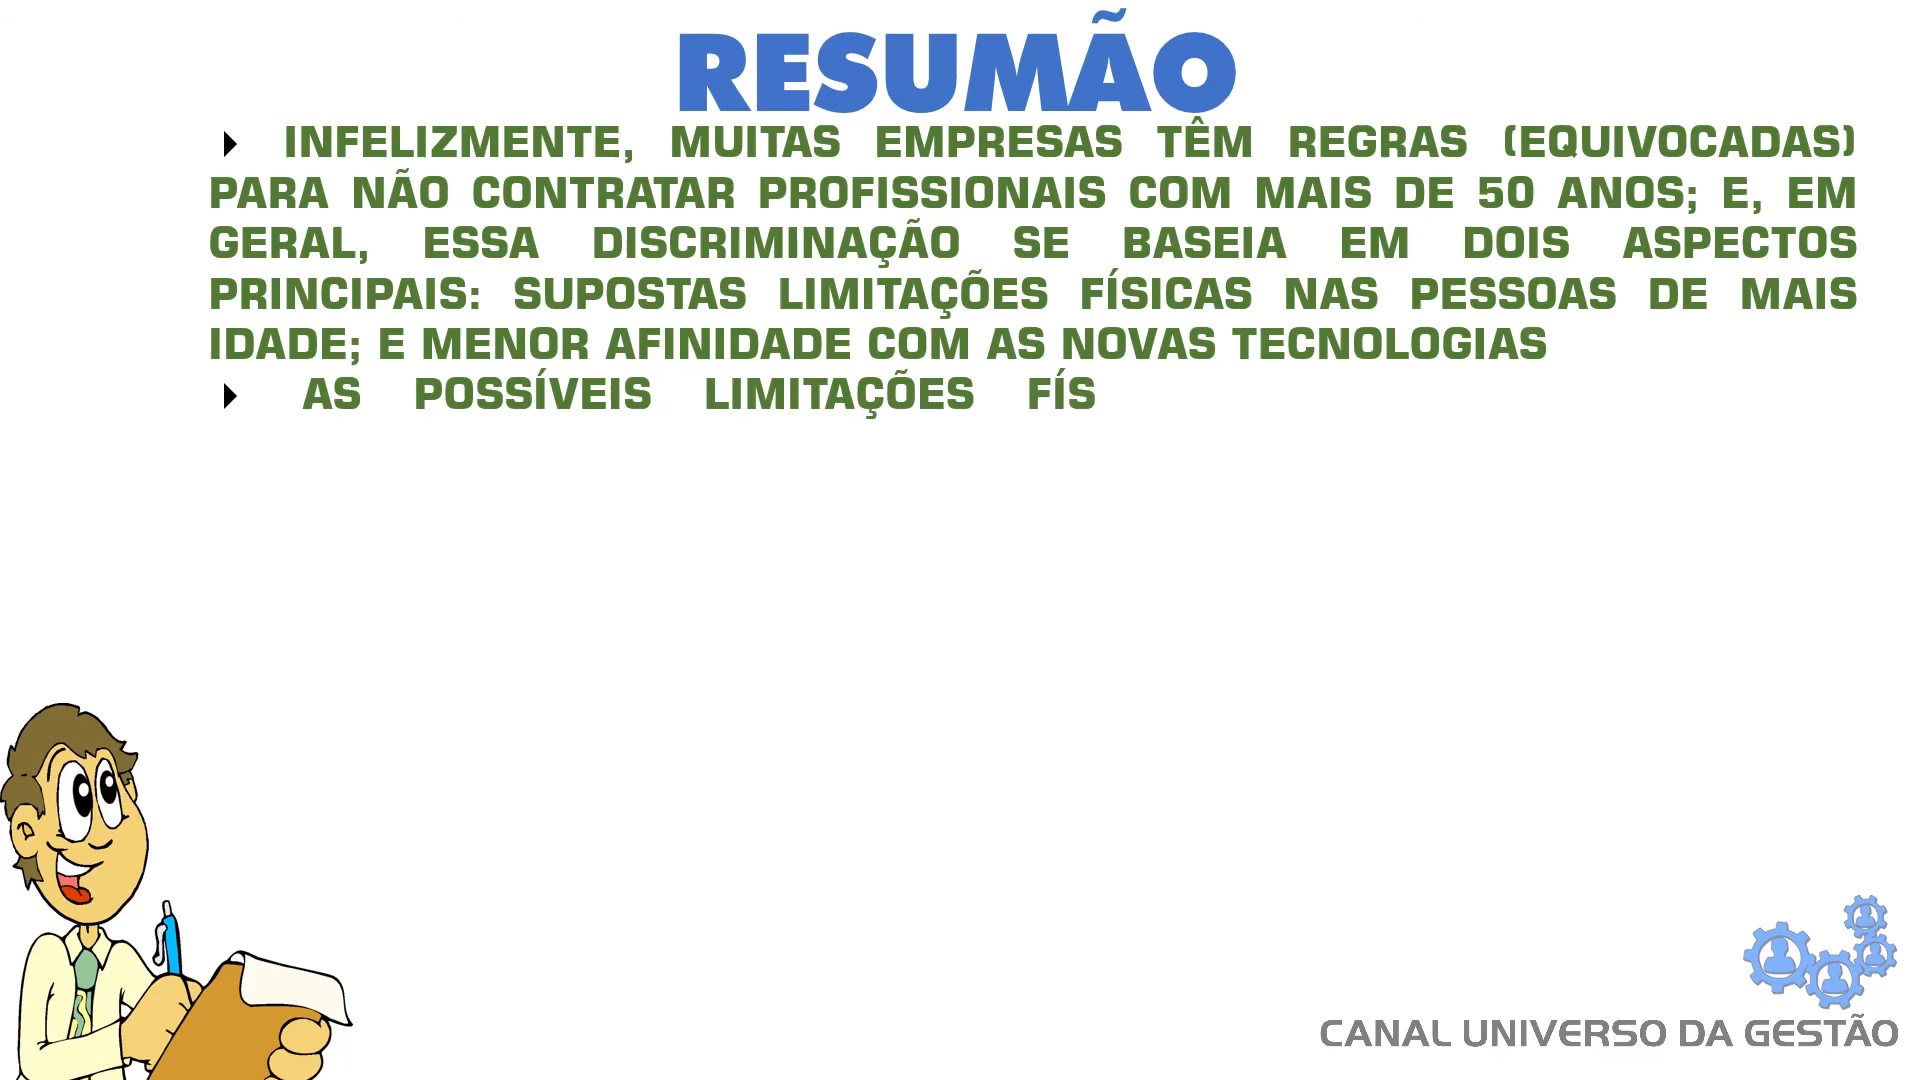 RESUMÃO
INFELIZMENTE, MUITAS EMPRESAS TÊM REGRAS (EQUIVOCADAS)
PARA NÃO CONTRATAR PROFISSIONAIS COM MAIS DE 50 ANOS; E, EM
GERAL, ESSA DISCRIMINAÇÃO SE BASEIA EM DOIS ASPECTOS
PRINCIPAIS: SUPOSTAS LIMITAÇÕES FÍSICAS NAS PESSOAS DE MAIS
IDADE; E MENOR AFINIDADE COM AS NOVAS TECNOLOGIAS
AS POSSÍVEIS LIMITAÇÕES FÍS
CANAL UNIVERSO DA GESTÃO